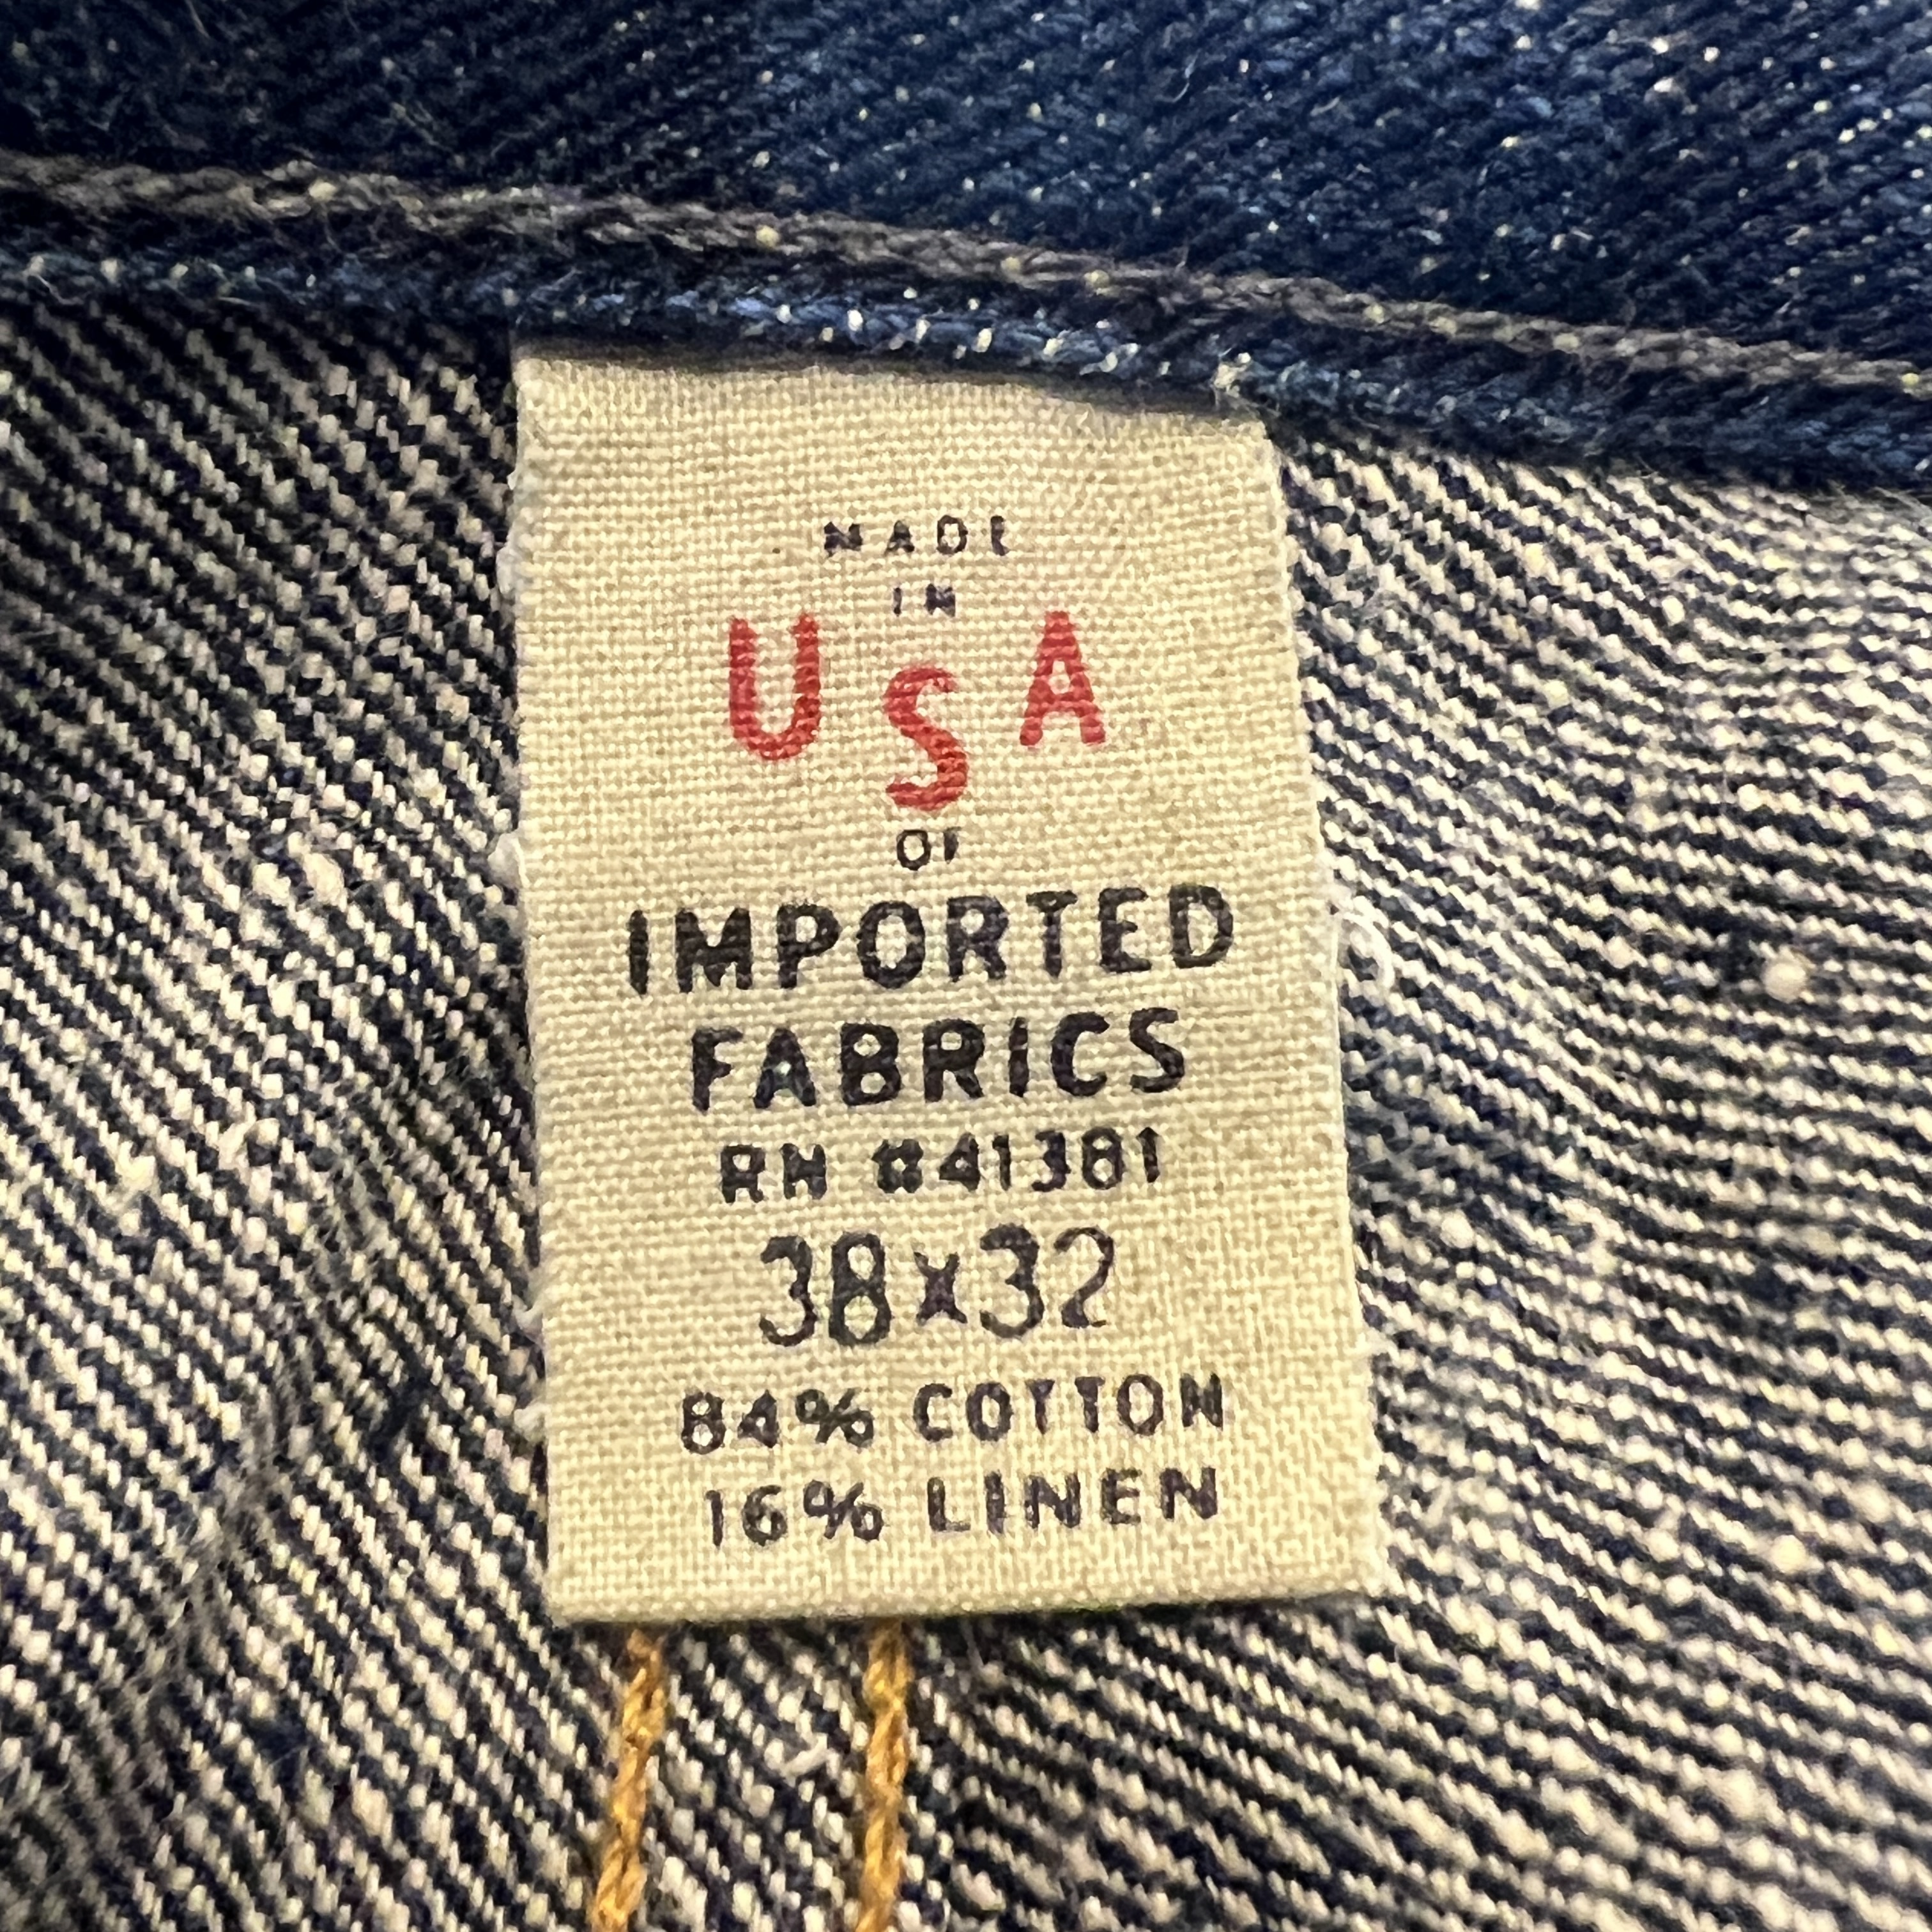 MADE
IN
USA
OF
IMPORTED
FABRICS
RN #41381
38x32
84% COTTON
16% LINEN